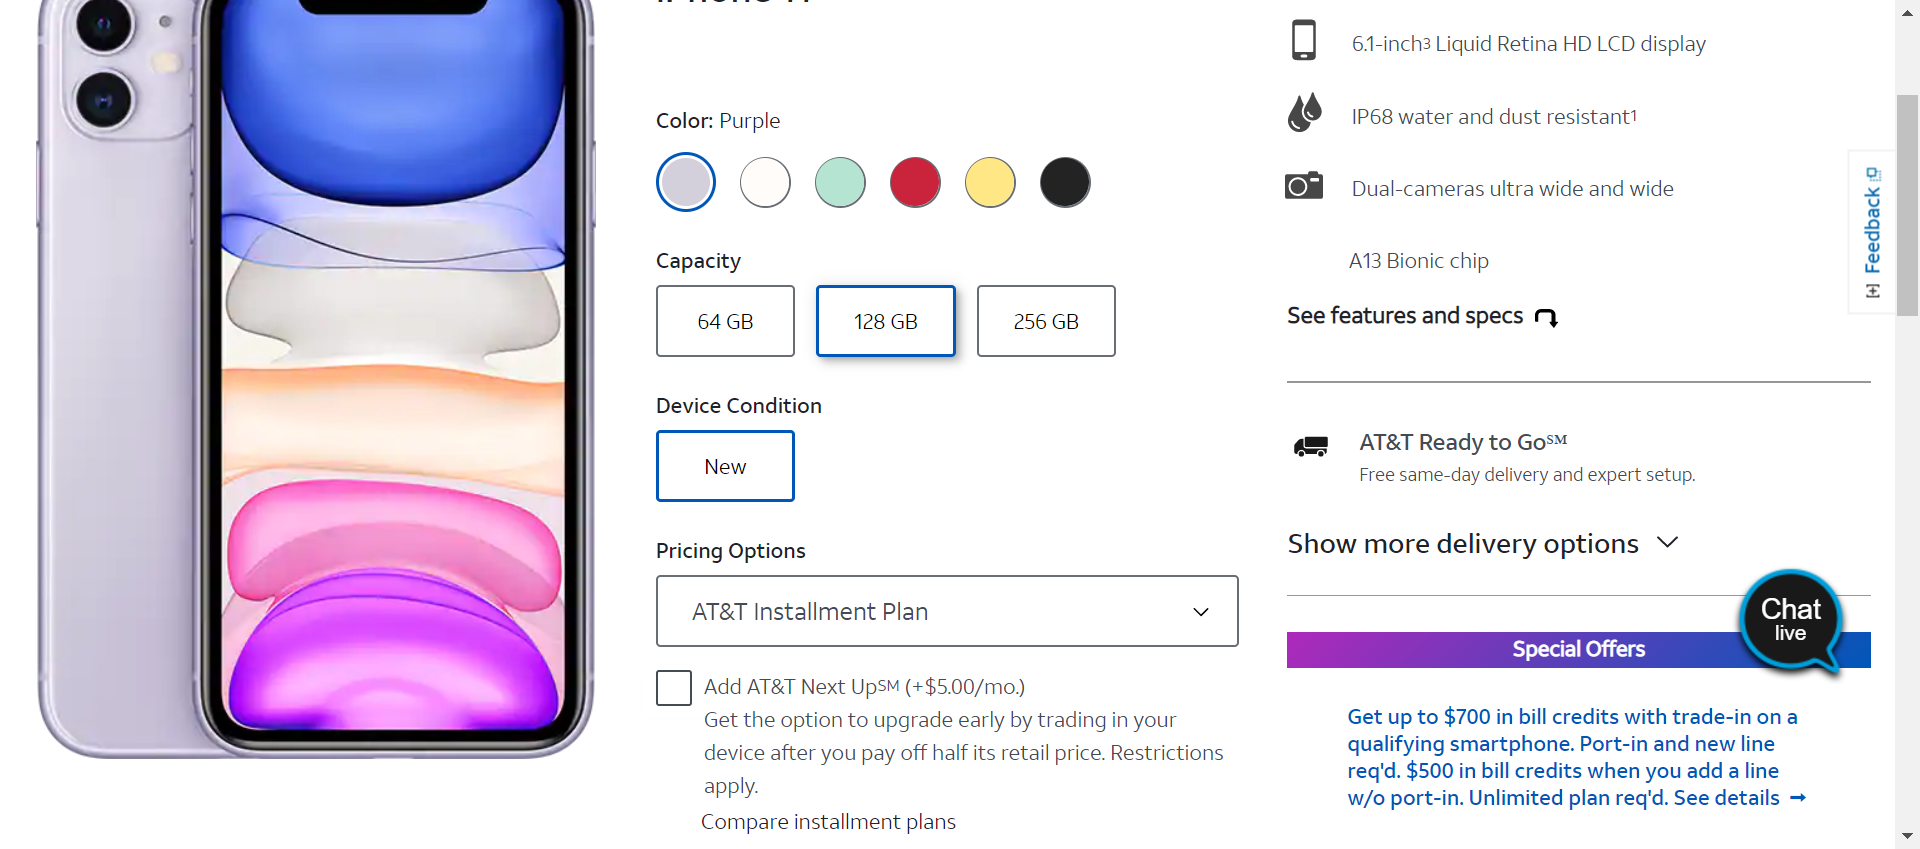 Color: Purple
Capacity
64 GB
128 GB
256 GB
Device Condition
New
Pricing Options
AT&T Installment Plan
Add AT&T Next Up℠ (+$5.00/mo.)
Get the option to upgrade early by trading in your
device after you pay off half its retail price. Restrictions
apply.
Compare installment plans
6.1-inch3 Liquid Retina HD LCD display
IP68 water and dust resistant1
Dual-cameras ultra wide and wide
A13 Bionic chip
See features and specs
AT&T Ready to Go℠
Free same-day delivery and expert setup.
Show more delivery options
Chat
live
Special Offers
Get up to $700 in bill credits with trade-in on a
qualifying smartphone. Port-in and new line
req'd. $500 in bill credits when you add a line
w/o port-in. Unlimited plan req'd. See details
[+] Feedback